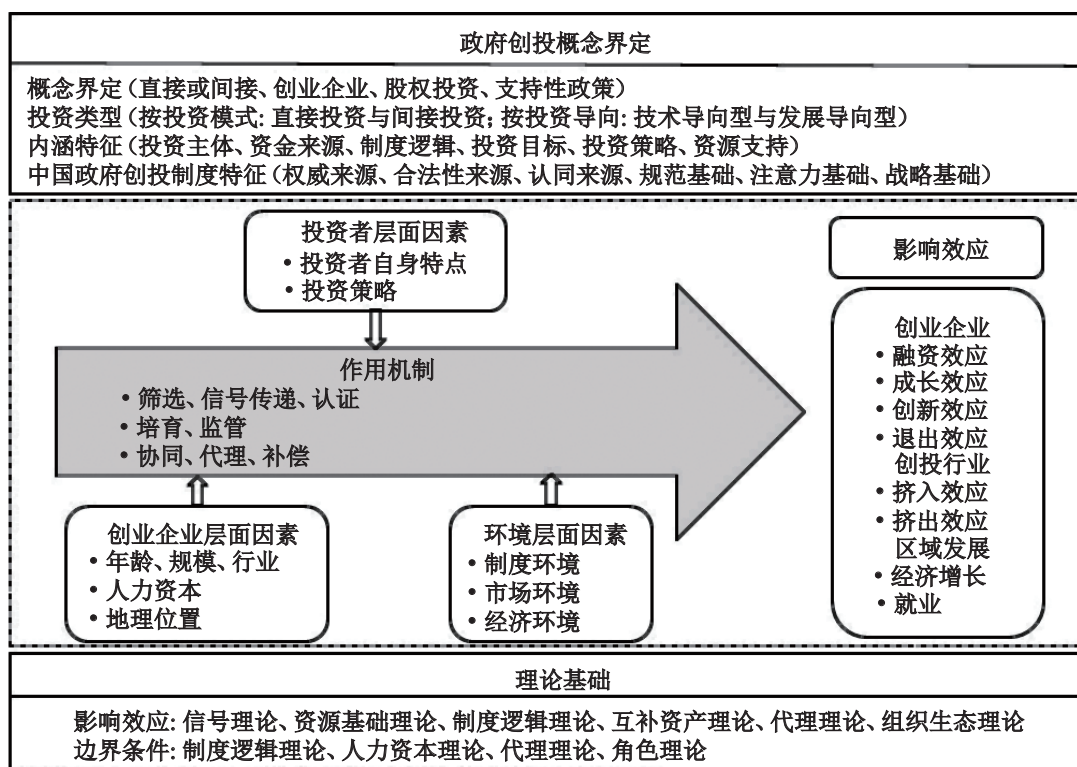 政府创投概念界定
概念界定(直接或间接、创业企业、股权投资、支持性政策)
投资类型(按投资模式: 直接投资与间接投资; 按投资导向: 技术导向型与发展导向型)
内涵特征(投资主体、资金来源、制度逻辑、投资目标、投资策略、资源支持)
中国政府创投制度特征(权威来源、合法性来源、认同来源、规范基础、注意力基础、战略基础)
投资者层面因素
• 投资者自身特点
• 投资策略
作用机制
• 筛选、信号传递、认证
• 培育、监管
• 协同、代理、补偿
创业企业层面因素
• 年龄、规模、行业
• 人力资本
• 地理位置
环境层面因素
• 制度环境
• 市场环境
• 经济环境
影响效应
创业企业
• 融资效应
• 成长效应
• 创新效应
• 退出效应
创投行业
• 挤入效应
• 挤出效应
区域发展
• 经济增长
• 就业
理论基础
影响效应: 信号理论、资源基础理论、制度逻辑理论、互补资产理论、代理理论、组织生态理论
边界条件: 制度逻辑理论、人力资本理论、代理理论、角色理论